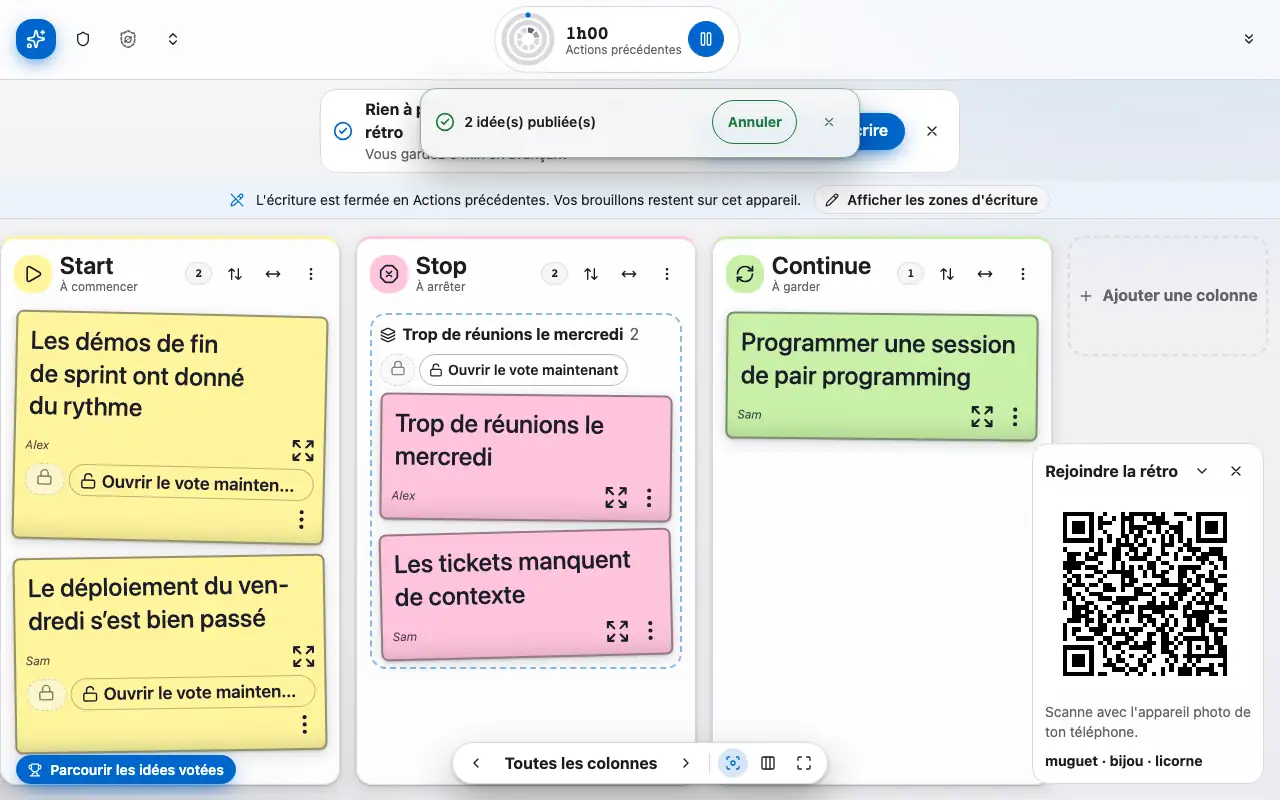 1h00
Actions précédentes
Rien à
rétro
2 idée(s) publiée(s)
Annuler
crire
L'écriture est fermée en Actions précédentes. Vos brouillons restent sur cet appareil.
Afficher les zones d'écriture
Start
À commencer
2
Les démos de fin
de sprint ont donné
du rythme
Alex
Ouvrir le vote mainten...
Le déploiement du ven-
dredi s’est bien passé
Sam
Ouvrir le vote mainten...
Parcourir les idées votées
Stop
À arrêter
2
Trop de réunions le mercredi 2
Ouvrir le vote maintenant
Trop de réunions le
mercredi
Alex
Les tickets manquent
de contexte
Sam
Continue
À garder
1
Programmer une session
de pair programming
Sam
+ Ajouter une colonne
Rejoindre la rétro
Scanne avec l'appareil photo de
ton téléphone.
muguet · bijou · licorne
Toutes les colonnes